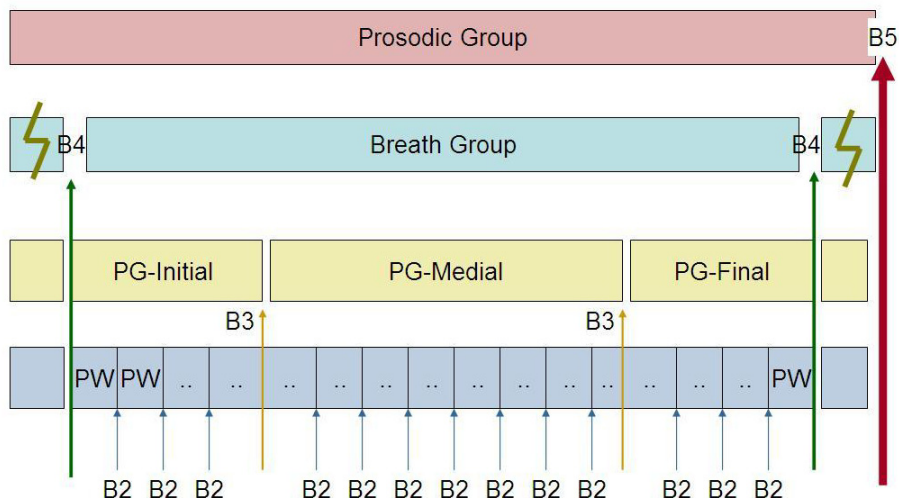 Prosodic Group B5
B4 Breath Group B4
PG-Initial PG-Medial PG-Final
B3 B3
PW PW .. .. .. .. .. .. .. .. .. .. .. .. .. PW
B2 B2 B2 B2 B2 B2 B2 B2 B2 B2 B2 B2 B2